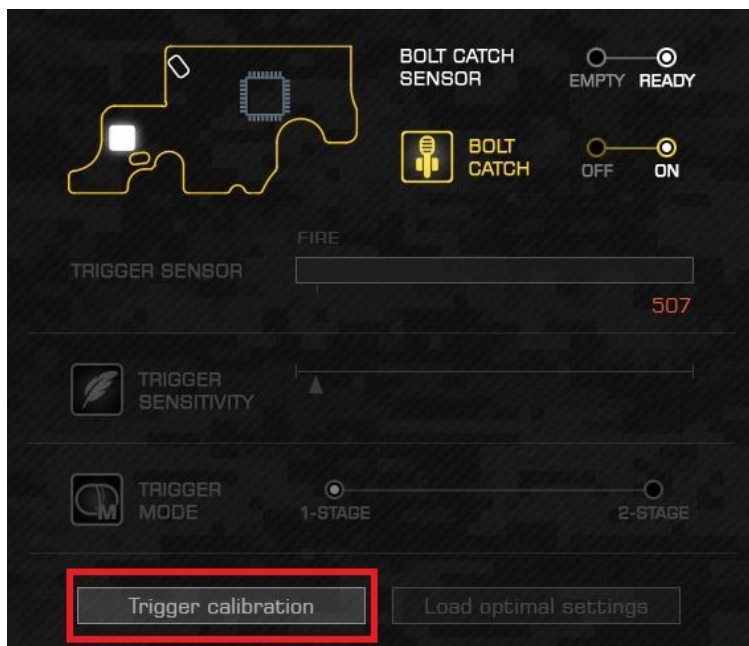 BOLT CATCH
SENSOR
EMPTY READY
BOLT
CATCH
OFF ON
FIRE
TRIGGER SENSOR
507
TRIGGER
SENSITIVITY
TRIGGER
MODE
M
1-STAGE 2-STAGE
Trigger calibration Load optimal settings